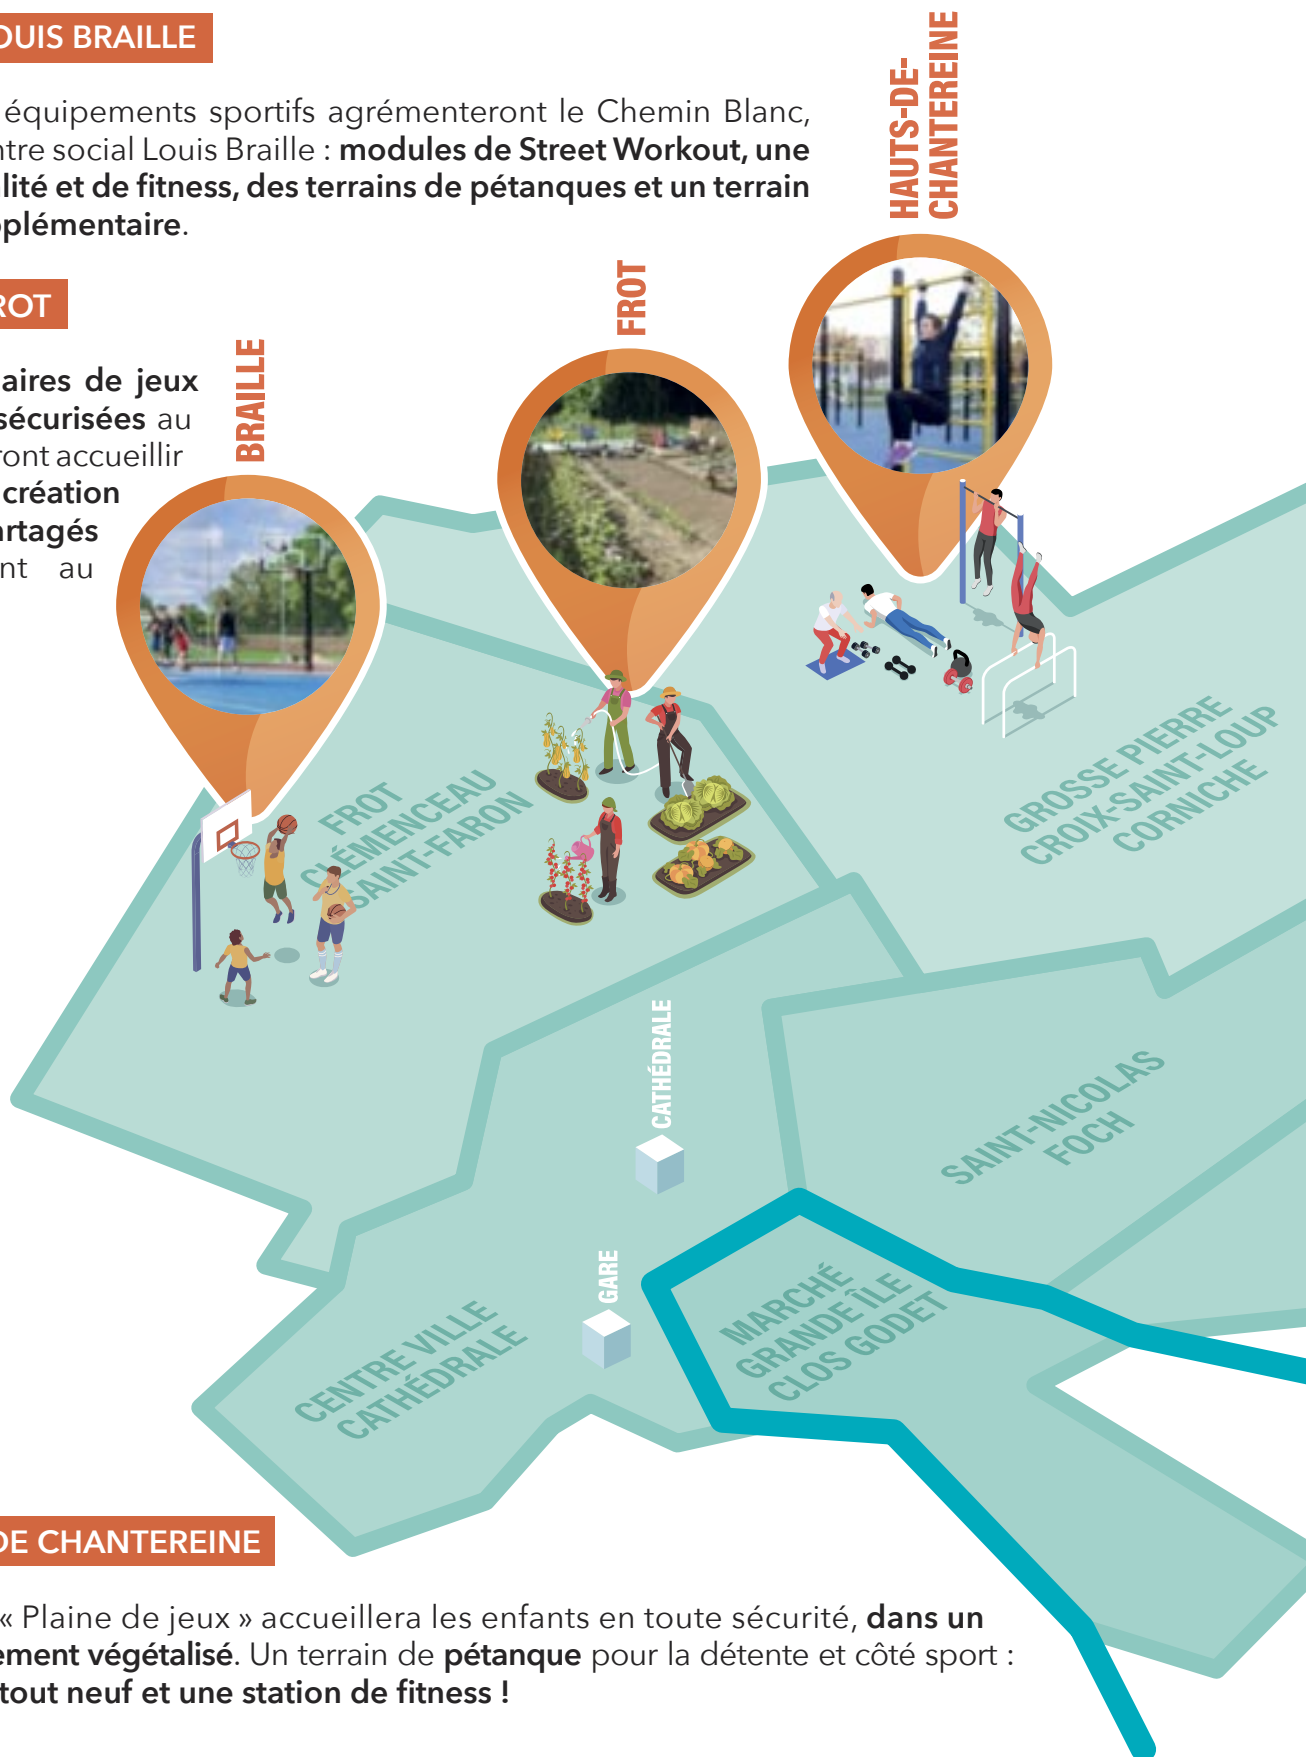 OUIS BRAILLE
équipements sportifs agrémenteront le Chemin Blanc,
ntre social Louis Braille : modules de Street Workout, une
lité et de fitness, des terrains de pétanques et un terrain
plémentaire.
ROT
aires de jeux
sécurisées au
ront accueillir
création
artagés
nt au
BRAILLE
FROT
HAUTS-DE-
CHANTEREINE
FROT
CLÉMENCEAU
SAINT-FARON
GROSSE PIERRE
CROIX-SAINT-LOUP
CORNICHE
CATHÉDRALE
SAINT-NICOLAS
FOCH
GARE
MARCHÉ
GRANDE ÎLE
CLOS GODET
CENTRE VILLE
CATHÉDRALE
DE CHANTEREINE
« Plaine de jeux » accueillera les enfants en toute sécurité, dans un
ement végétalisé. Un terrain de pétanque pour la détente et côté sport :
tout neuf et une station de fitness !